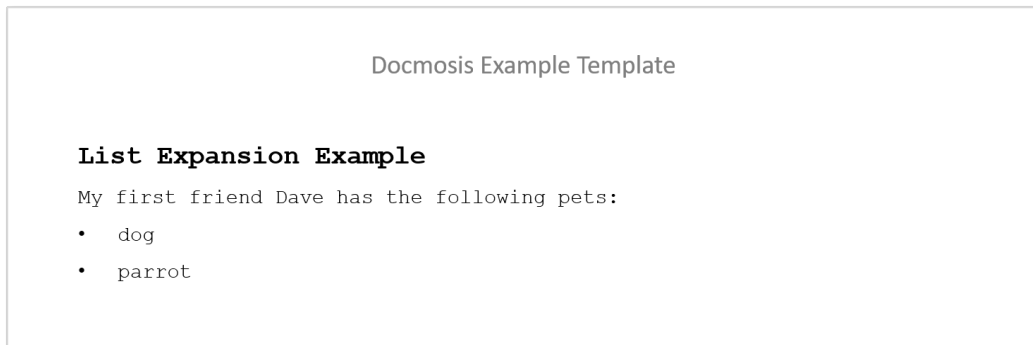 Docmosis Example Template
List Expansion Example
My first friend Dave has the following pets:
• dog
• parrot